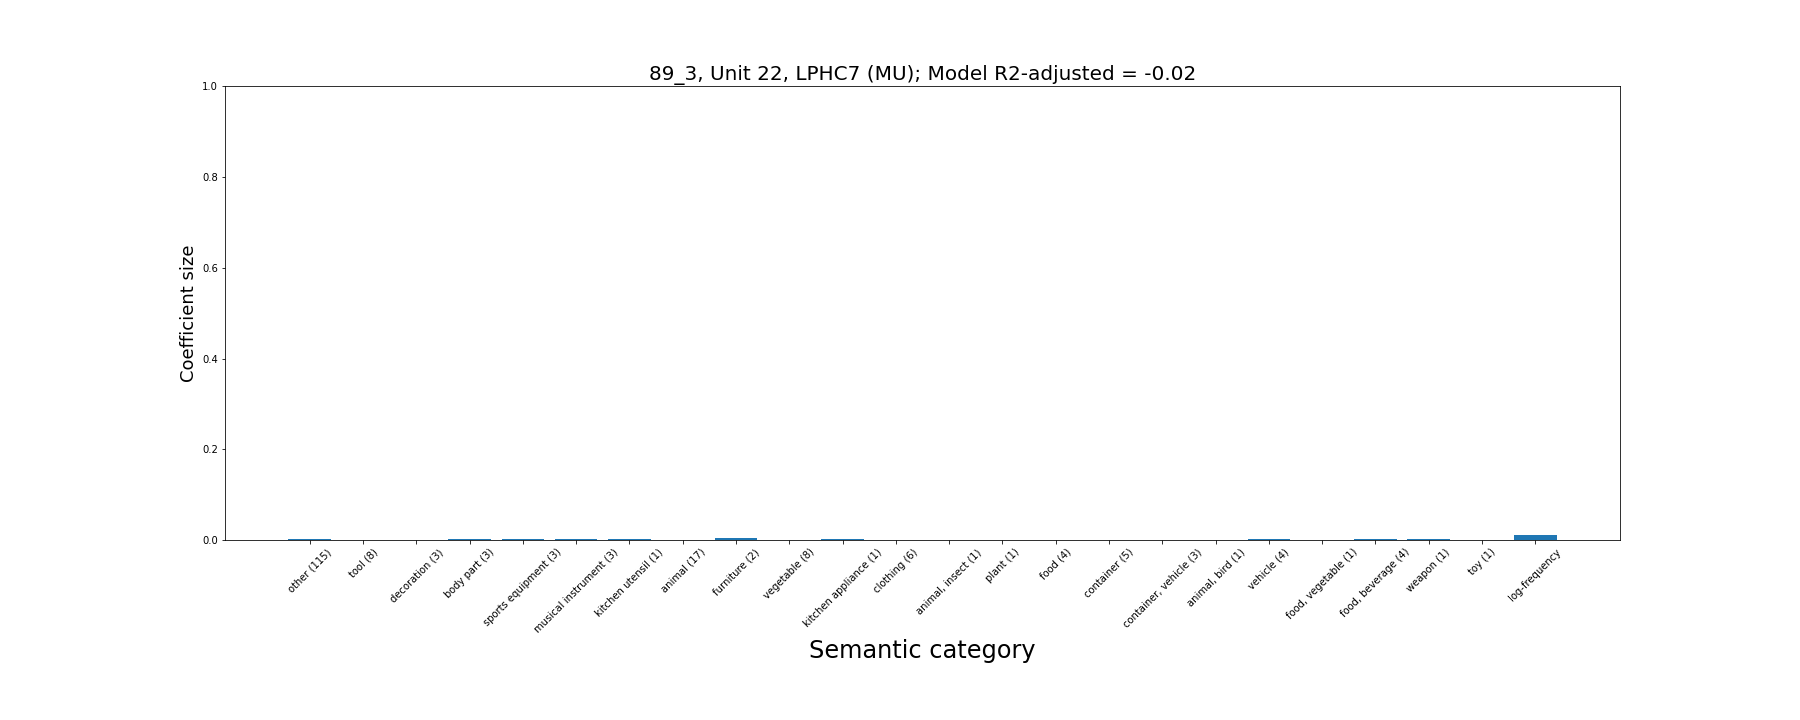 89_3, Unit 22, LPHC7 (MU); Model R2-adjusted = -0.02
1.0
0.8
0.6
0.4
0.2
0.0
Coefficient size
other (115)
tool (8)
decoration (3)
body part (3)
sports equipment (3)
musical instrument (3)
kitchen utensil (1)
animal (17)
furniture (2)
vegetable (8)
kitchen appliance (1)
clothing (6)
animal, insect (1)
plant (1)
food (4)
container (5)
container, vehicle (3)
animal, bird (1)
vehicle (4)
food, vegetable (1)
food, beverage (4)
weapon (1)
toy (1)
log-frequency
Semantic category